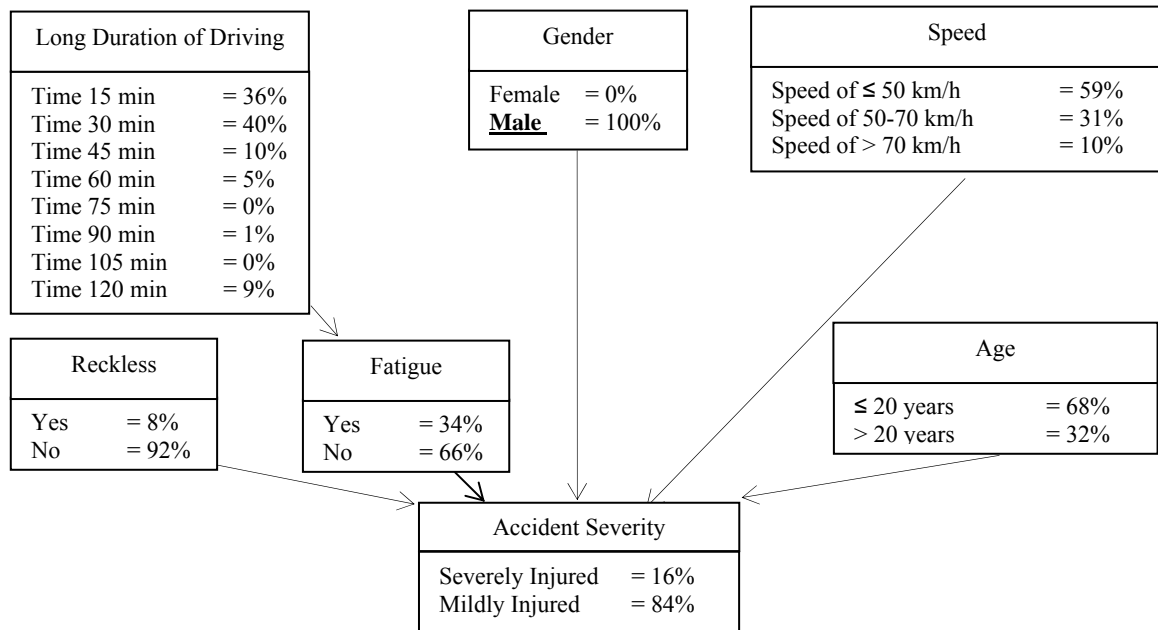 Long Duration of Driving
Time 15 min = 36%
Time 30 min = 40%
Time 45 min = 10%
Time 60 min = 5%
Time 75 min = 0%
Time 90 min = 1%
Time 105 min = 0%
Time 120 min = 9%
Gender
Female = 0%
Male = 100%
Speed
Speed of ≤ 50 km/h = 59%
Speed of 50-70 km/h = 31%
Speed of > 70 km/h = 10%
Reckless
Yes = 8%
No = 92%
Fatigue
Yes = 34%
No = 66%
Age
≤ 20 years = 68%
> 20 years = 32%
Accident Severity
Severely Injured = 16%
Mildly Injured = 84%